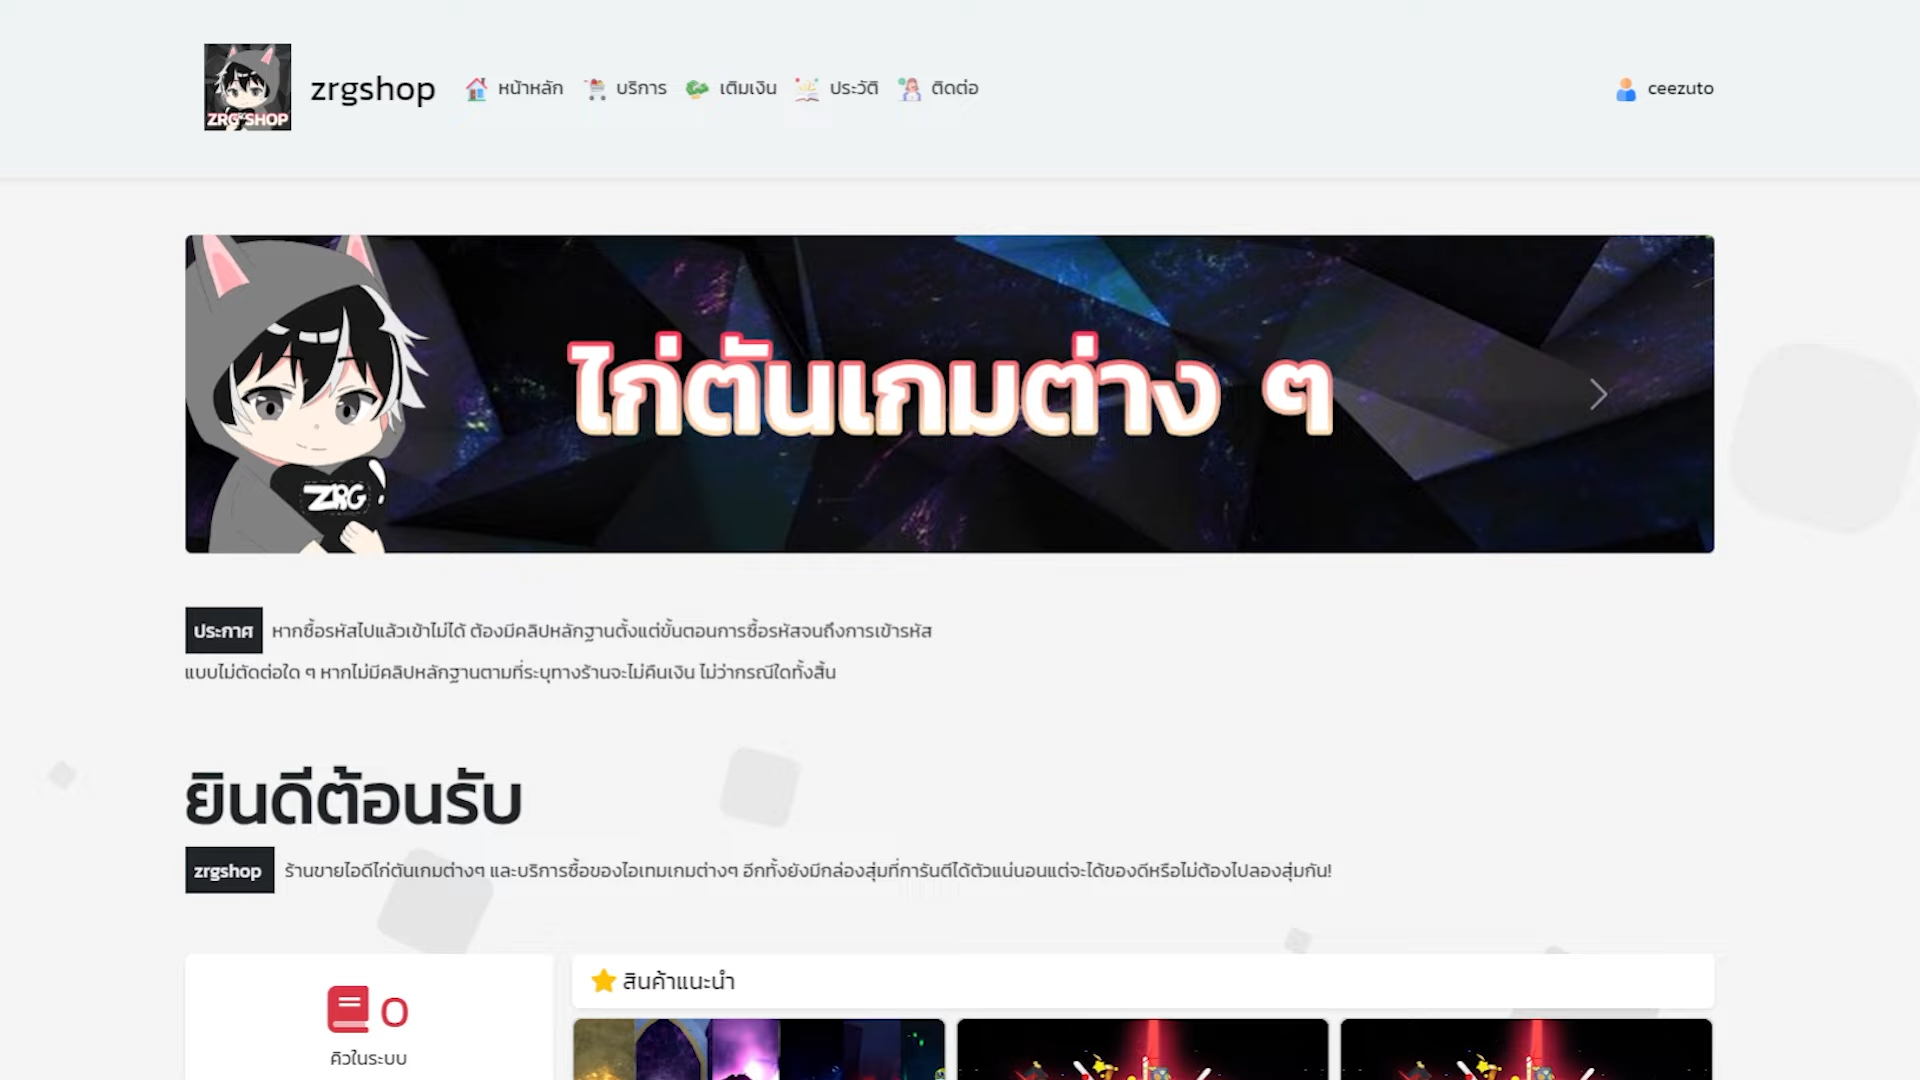 ZRG SHOP
zrgshop
หน้าหลัก
บริการ
เติมเงิน
ประวัติ
ติดต่อ
ceezuto
ไก่ตันเกมต่าง ๆ
ZRG
ประกาศ หากซื้อรหัสไปแล้วเข้าไม่ได้ ต้องมีคลิปหลักฐานตั้งแต่ขั้นตอนการซื้อรหัสจนถึงการเข้ารหัส
แบบไม่ตัดต่อใด ๆ หากไม่มีคลิปหลักฐานตามที่ระบุทางร้านจะไม่คืนเงิน ไม่ว่ากรณีใดทั้งสิ้น
ยินดีต้อนรับ
zrgshop ร้านขายไอดีไก่ตันเกมต่างๆ และบริการซื้อของไอเทมเกมต่างๆ อีกทั้งยังมีกล่องสุ่มที่การันตีได้ตัวแน่นอนแต่จะได้ของดีหรือไม่ต้องไปลองสุ่มกัน!
0
คิวในระบบ
สินค้าแนะนำ